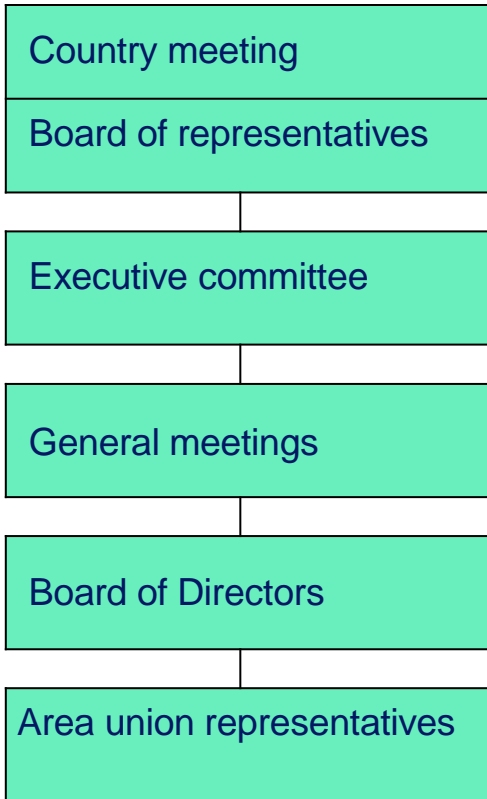 Country meeting
Board of representatives
Executive committee
General meetings
Board of Directors
Area union representatives